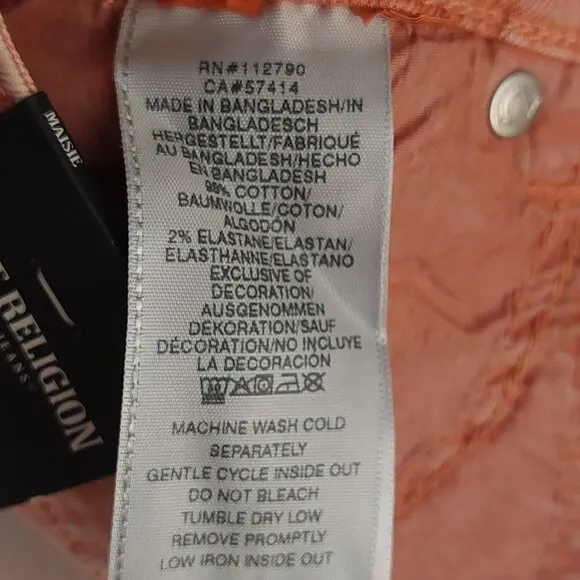 RN#112790
CA#57414
MADE IN BANGLADESH/IN
BANGLADESCH
HERGESTELLT/FABRIQUÉ
AU BANGLADESH/HECHO
EN BANGLADESH
98% COTTON/
BAUMWOLLE/COTON/
ALGODÓN
2% ELASTANE/ELASTAN/
ELASTHANNE/ELASTANO
EXCLUSIVE OF
DECORATION/
AUSGENOMMEN
DEKORATION/SAUF
DÉCORATION/NO INCLUYE
LA DECORACION
MACHINE WASH COLD
SEPARATELY
GENTLE CYCLE INSIDE OUT
DO NOT BLEACH
TUMBLE DRY LOW
REMOVE PROMPTLY
LOW IRON INSIDE OUT
MAISIE
RELIGION
JEANS